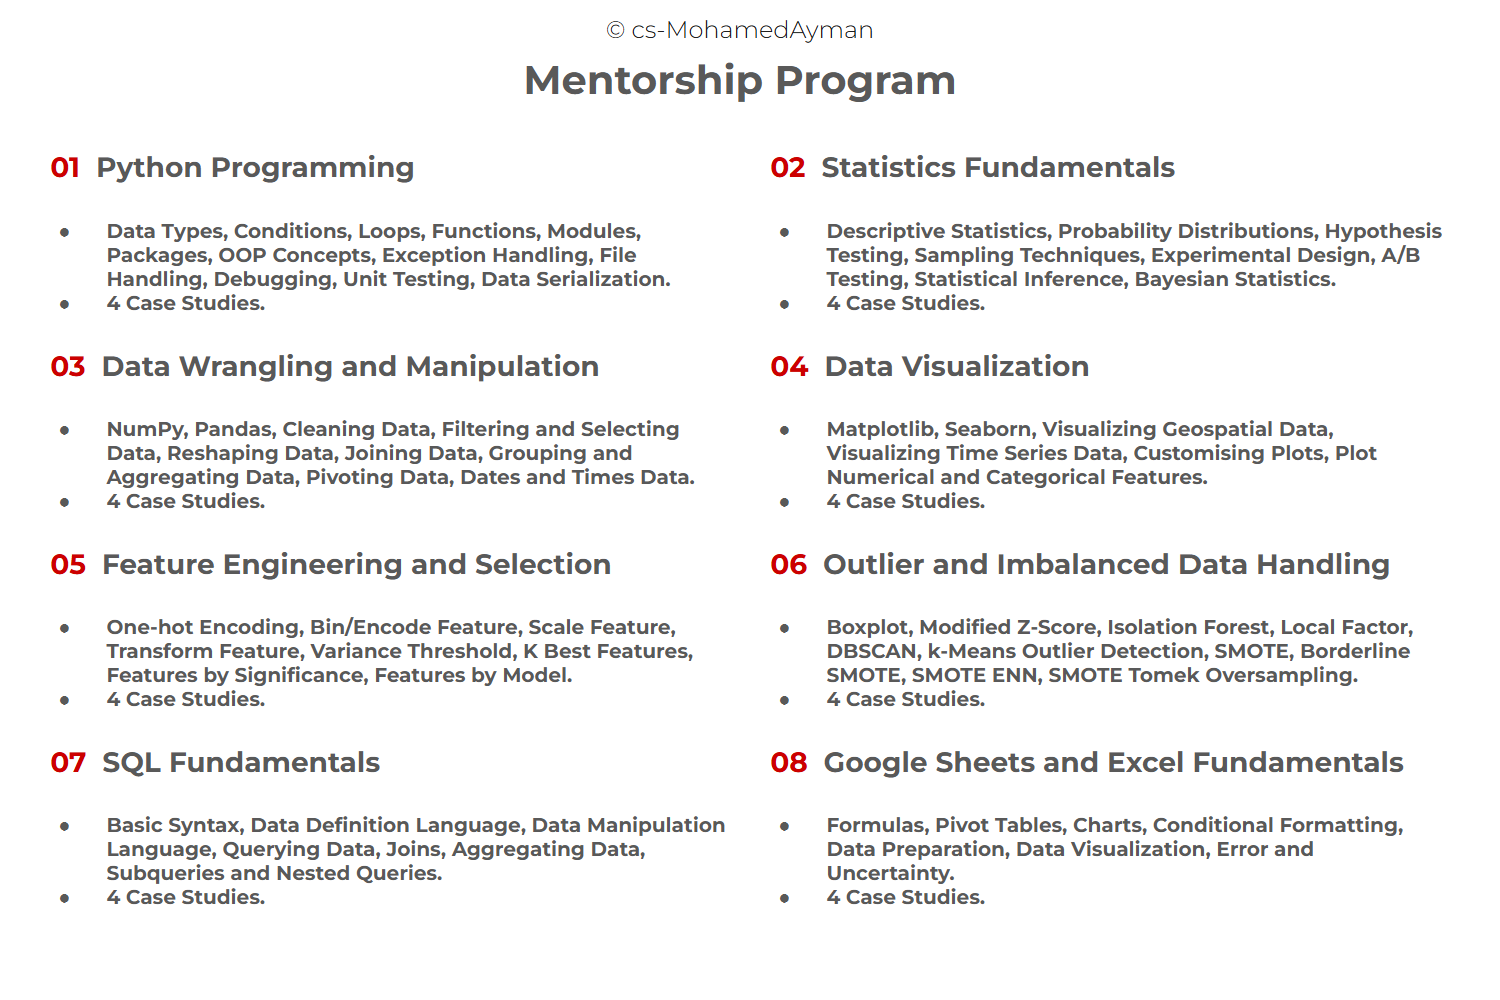 © cs-MohamedAyman
Mentorship Program
01 Python Programming
● Data Types, Conditions, Loops, Functions, Modules,
Packages, OOP Concepts, Exception Handling, File
Handling, Debugging, Unit Testing, Data Serialization.
● 4 Case Studies.
02 Statistics Fundamentals
● Descriptive Statistics, Probability Distributions, Hypothesis
Testing, Sampling Techniques, Experimental Design, A/B
Testing, Statistical Inference, Bayesian Statistics.
● 4 Case Studies.
03 Data Wrangling and Manipulation
● NumPy, Pandas, Cleaning Data, Filtering and Selecting
Data, Reshaping Data, Joining Data, Grouping and
Aggregating Data, Pivoting Data, Dates and Times Data.
● 4 Case Studies.
04 Data Visualization
● Matplotlib, Seaborn, Visualizing Geospatial Data,
Visualizing Time Series Data, Customising Plots, Plot
Numerical and Categorical Features.
● 4 Case Studies.
05 Feature Engineering and Selection
● One-hot Encoding, Bin/Encode Feature, Scale Feature,
Transform Feature, Variance Threshold, K Best Features,
Features by Significance, Features by Model.
● 4 Case Studies.
06 Outlier and Imbalanced Data Handling
● Boxplot, Modified Z-Score, Isolation Forest, Local Factor,
DBSCAN, k-Means Outlier Detection, SMOTE, Borderline
SMOTE, SMOTE ENN, SMOTE Tomek Oversampling.
● 4 Case Studies.
07 SQL Fundamentals
● Basic Syntax, Data Definition Language, Data Manipulation
Language, Querying Data, Joins, Aggregating Data,
Subqueries and Nested Queries.
● 4 Case Studies.
08 Google Sheets and Excel Fundamentals
● Formulas, Pivot Tables, Charts, Conditional Formatting,
Data Preparation, Data Visualization, Error and
Uncertainty.
● 4 Case Studies.